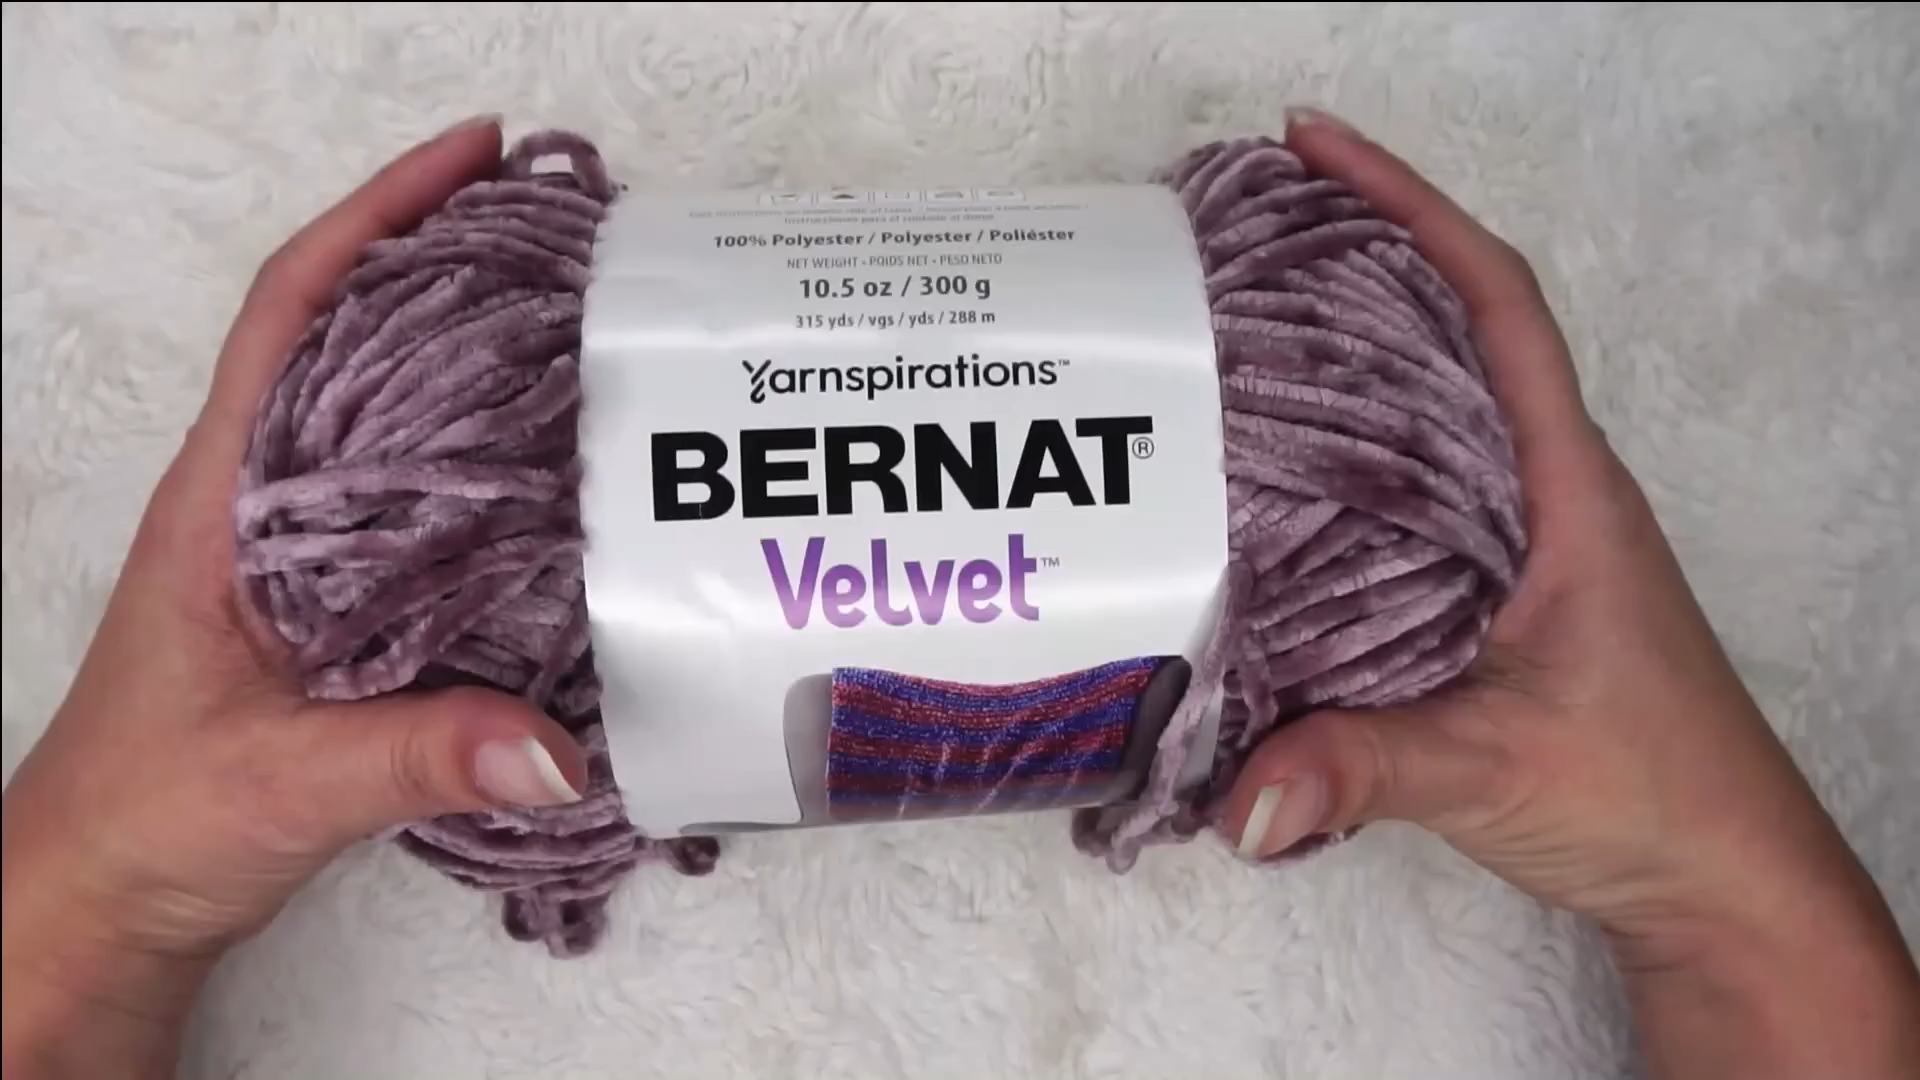 100% Polyester / Polyester / Poliéster
NET WEIGHT - POIDS NET - PESO NETO
10.5 oz / 300 g
315 yds / vgs / yds / 288 m
Yarnspirations™
BERNAT®
Velvet™